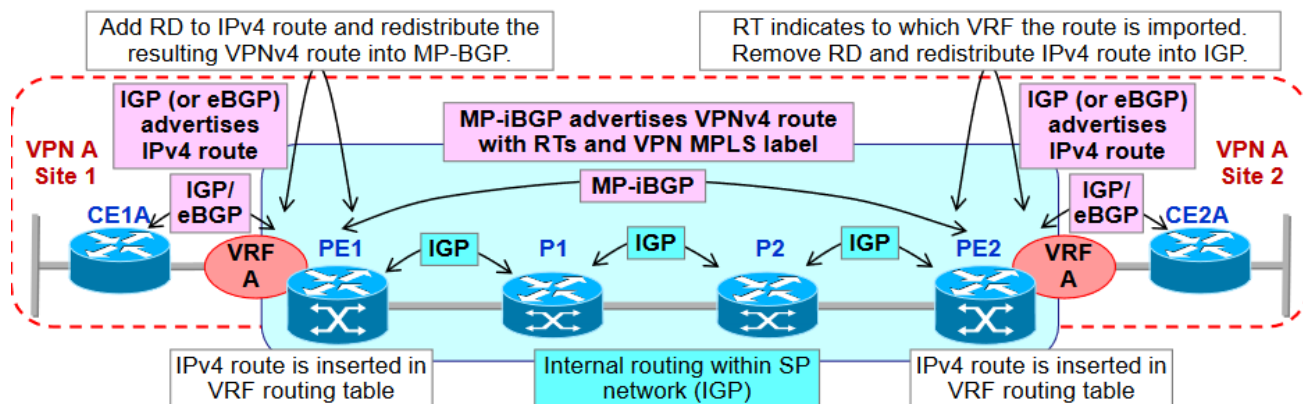 Add RD to IPv4 route and redistribute the
resulting VPNv4 route into MP-BGP.
RT indicates to which VRF the route is imported.
Remove RD and redistribute IPv4 route into IGP.
IGP (or eBGP)
advertises
IPv4 route
MP-iBGP advertises VPNv4 route
with RTs and VPN MPLS label
IGP (or eBGP)
advertises
IPv4 route
VPN A
Site 1
VPN A
Site 2
IGP/
eBGP
MP-iBGP
IGP/
eBGP
CE1A
PE1
P1
P2
PE2
CE2A
IGP
IGP
IGP
VRF
A
VRF
A
IPv4 route is inserted in
VRF routing table
Internal routing within SP
network (IGP)
IPv4 route is inserted in
VRF routing table